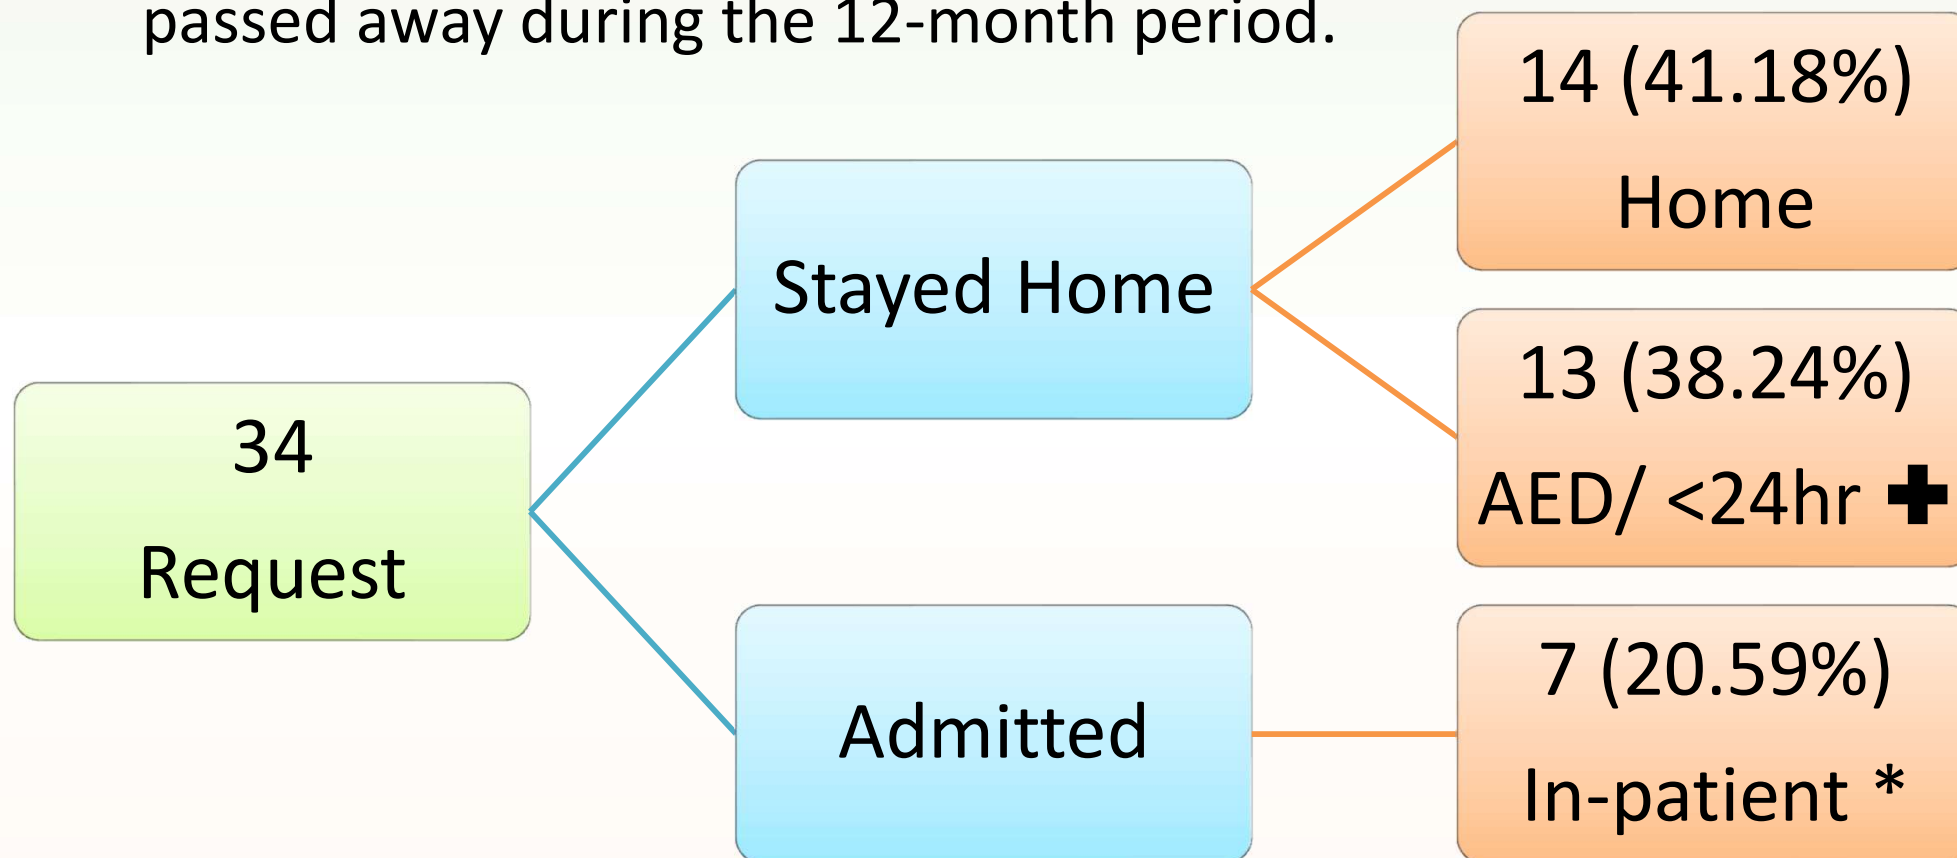 passed away during the 12-month period.
34
Request
Stayed Home
Admitted
14 (41.18%)
Home
13 (38.24%)
AED/ <24hr ✚
7 (20.59%)
In-patient *